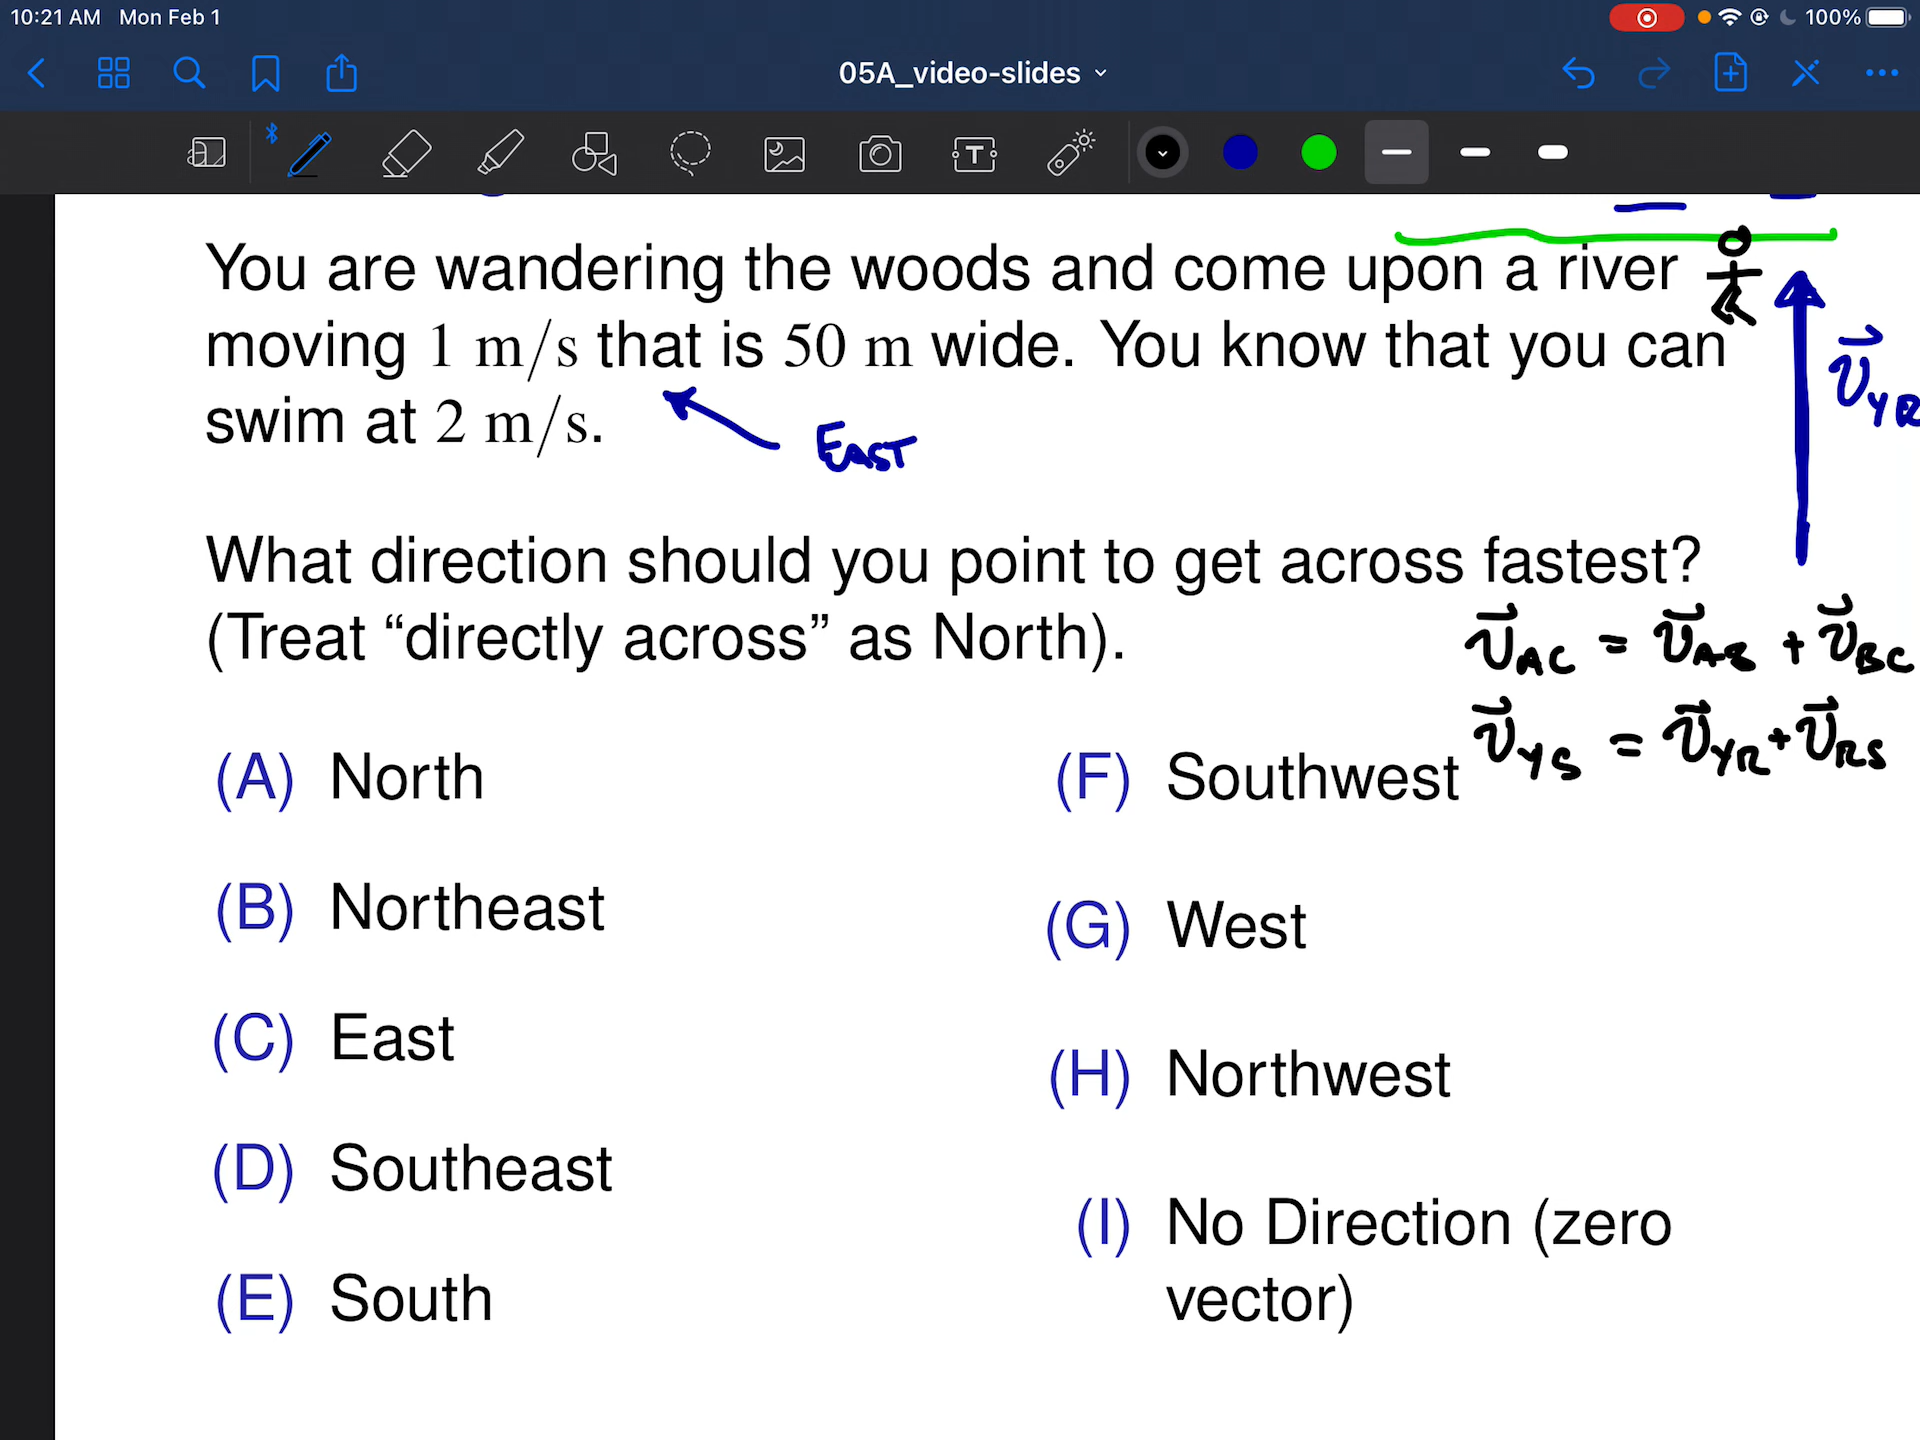 10:21 AM Mon Feb 1
100%
05A_video-slides
T
You are wandering the woods and come upon a river
moving 1 m/s that is 50 m wide. You know that you can
swim at 2 m/s.
EAST
v⃗YR
What direction should you point to get across fastest?
(Treat “directly across” as North).
v⃗AC = v⃗AB + v⃗BC
v⃗YS = v⃗YR + v⃗RS
(A) North
(B) Northeast
(C) East
(D) Southeast
(E) South
(F) Southwest
(G) West
(H) Northwest
(I) No Direction (zero
vector)